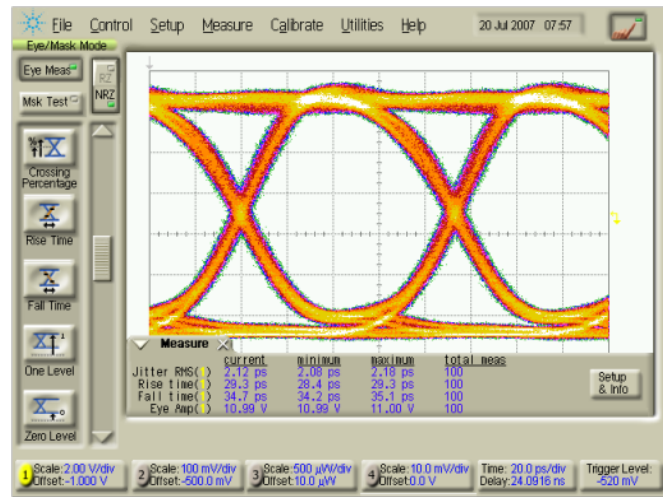 File Control Setup Measure Calibrate Utilities Help 20 Jul 2007 07:57
Eye/Mask Mode
Eye Meas
RZ
Msk Test
NRZ
Crossing
Percentage
Rise Time
Fall Time
One Level
Zero Level
Measure
current minimum maximum total meas
Jitter RMS(1) 2.12 ps 2.08 ps 2.18 ps 100
Rise time(1) 29.3 ps 28.4 ps 29.3 ps 100
Fall time(1) 34.7 ps 34.2 ps 35.1 ps 100
Eye Amp(1) 10.99 V 10.99 V 11.00 V 100
Setup
& Info
1 Scale:2.00 V/div
Offset:-1.000 V
2 Scale:100 mV/div
Offset:-500.0 mV
3 Scale:500 µW/div
Offset:10.0 µW
4 Scale:10.0 mV/div
Offset:0.0 V
Time: 20.0 ps/div
Delay:24.0916 ns
Trigger Level:
-520 mV